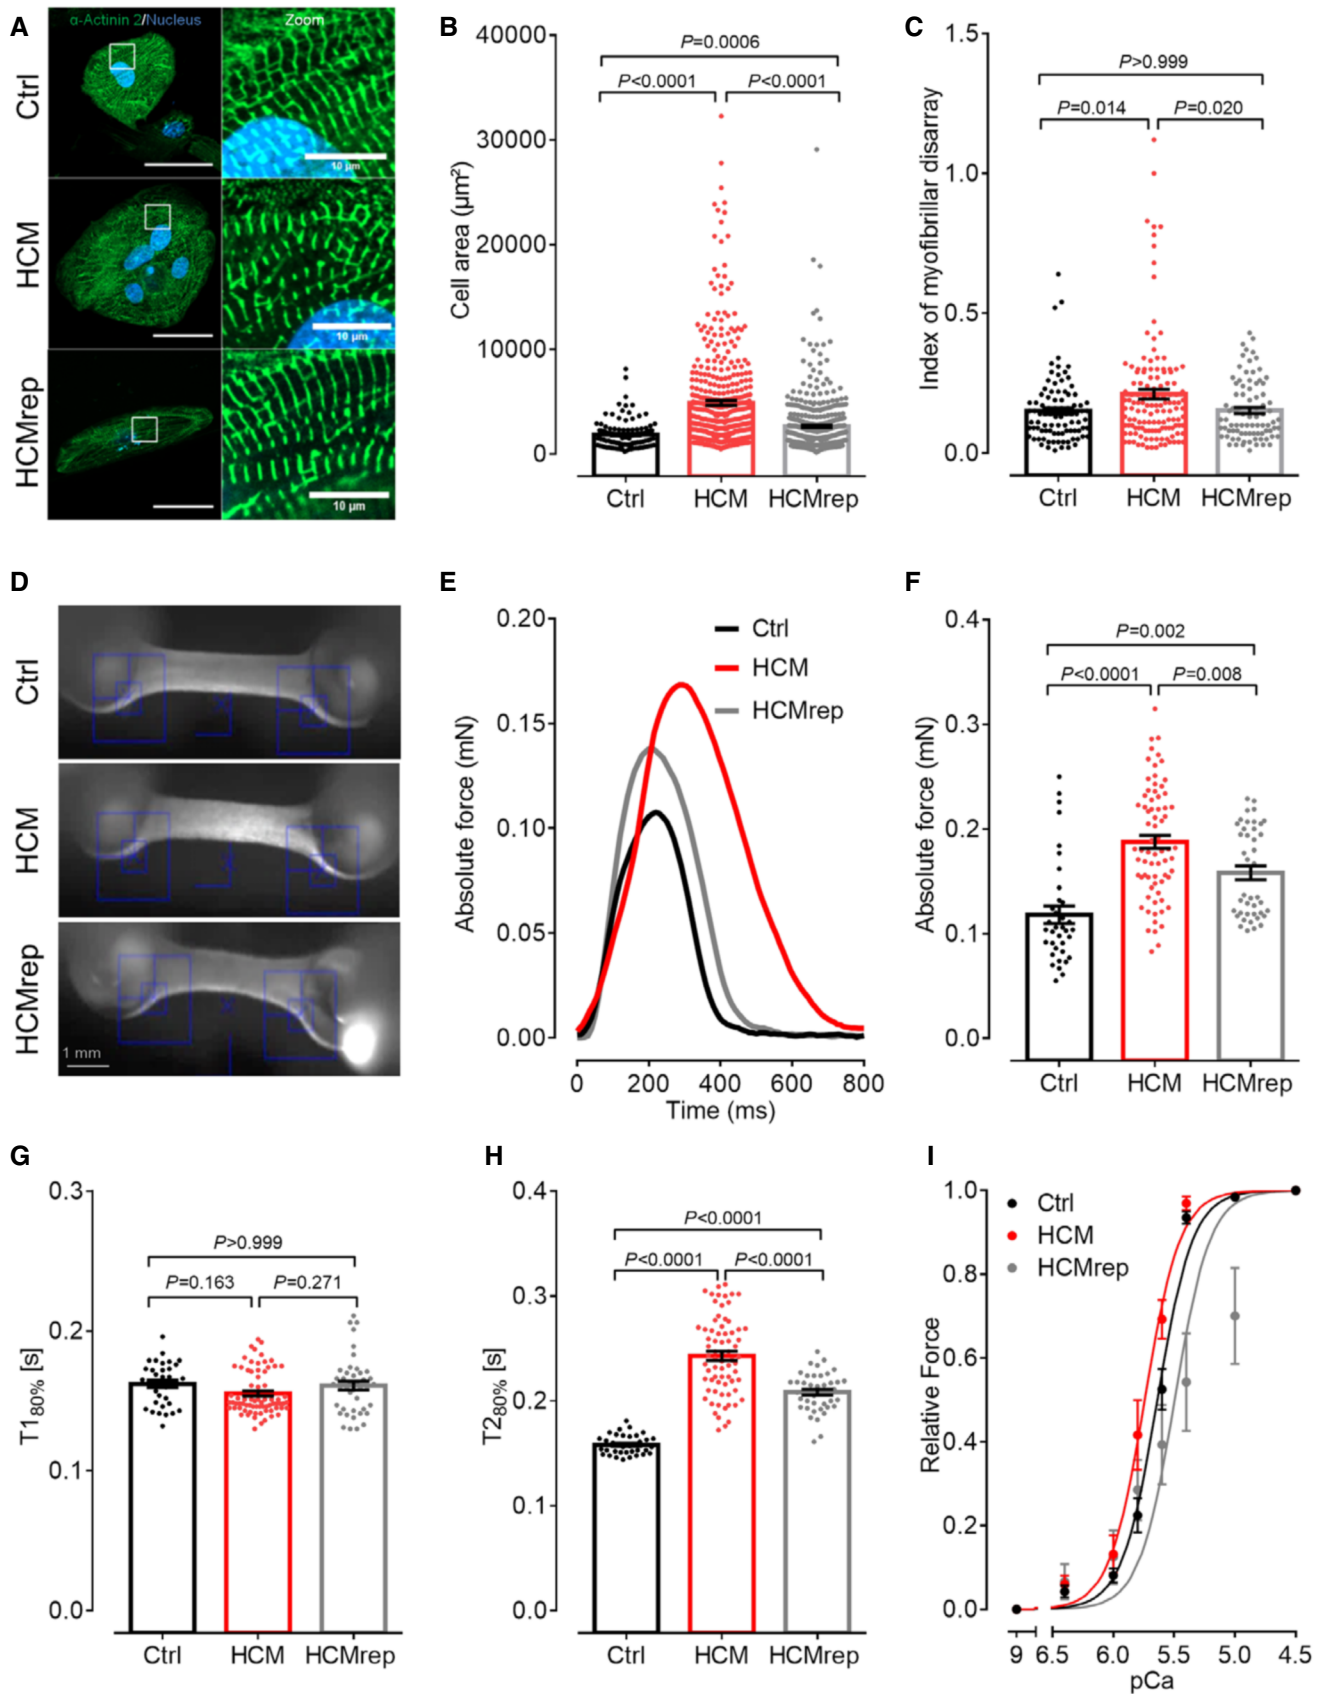 A
α-Actinin 2/Nucleus
Zoom
Ctrl
10 µm
HCM
10 µm
HCMrep
10 µm
B
40000
30000
20000
10000
0
Cell area (µm²)
P=0.0006
P<0.0001
P<0.0001
Ctrl
HCM
HCMrep
C
1.5
1.0
0.5
0.0
Index of myofibrillar disarray
P>0.999
P=0.014
P=0.020
Ctrl
HCM
HCMrep
D
Ctrl
HCM
HCMrep
1 mm
E
0.20
0.15
0.10
0.05
0.00
Absolute force (mN)
Ctrl
HCM
HCMrep
0
200
400
600
800
Time (ms)
F
0.4
0.3
0.2
0.1
0.0
Absolute force (mN)
P=0.002
P<0.0001
P=0.008
Ctrl
HCM
HCMrep
G
0.3
0.2
0.1
0.0
T180% [s]
P>0.999
P=0.163
P=0.271
Ctrl
HCM
HCMrep
H
0.4
0.3
0.2
0.1
0.0
T280% [s]
P<0.0001
P<0.0001
P<0.0001
Ctrl
HCM
HCMrep
I
1.0
0.8
0.6
0.4
0.2
0.0
Relative Force
Ctrl
HCM
HCMrep
9
6.5
6.0
5.5
5.0
4.5
pCa